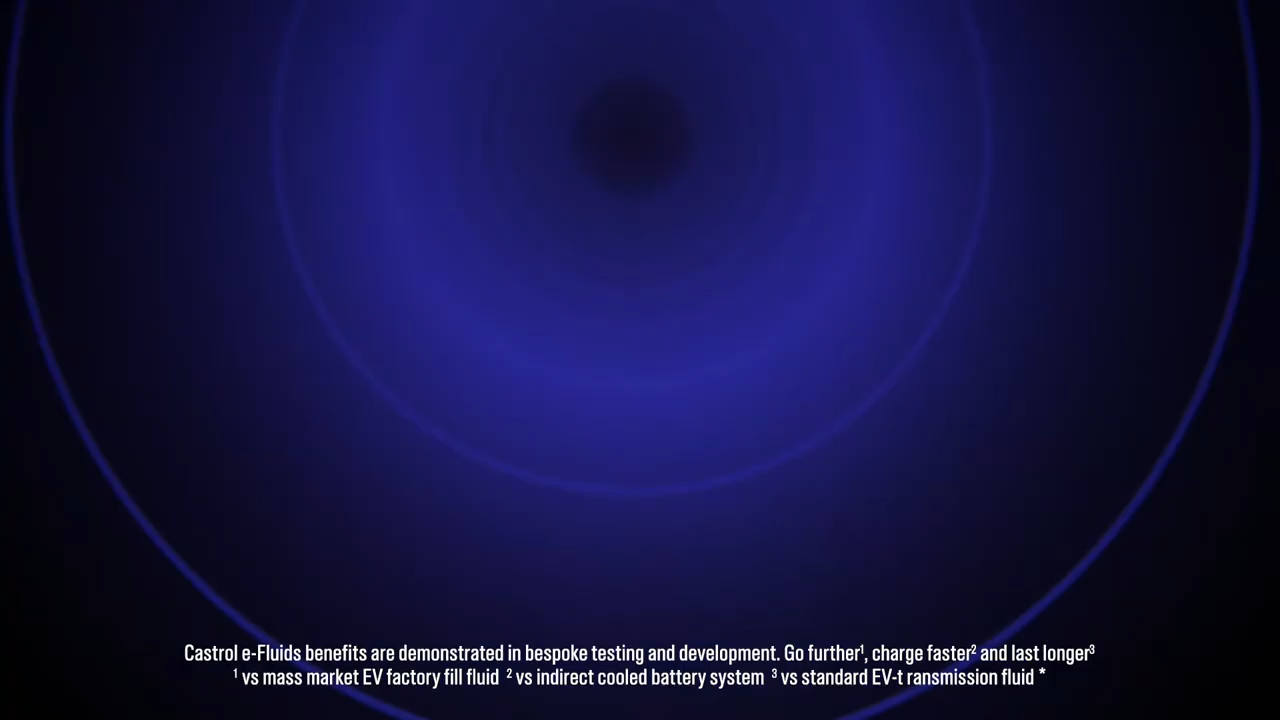 Castrol e-Fluids benefits are demonstrated in bespoke testing and development. Go further¹, charge faster² and last longer³
¹ vs mass market EV factory fill fluid ² vs indirect cooled battery system ³ vs standard EV-t ransmission fluid *